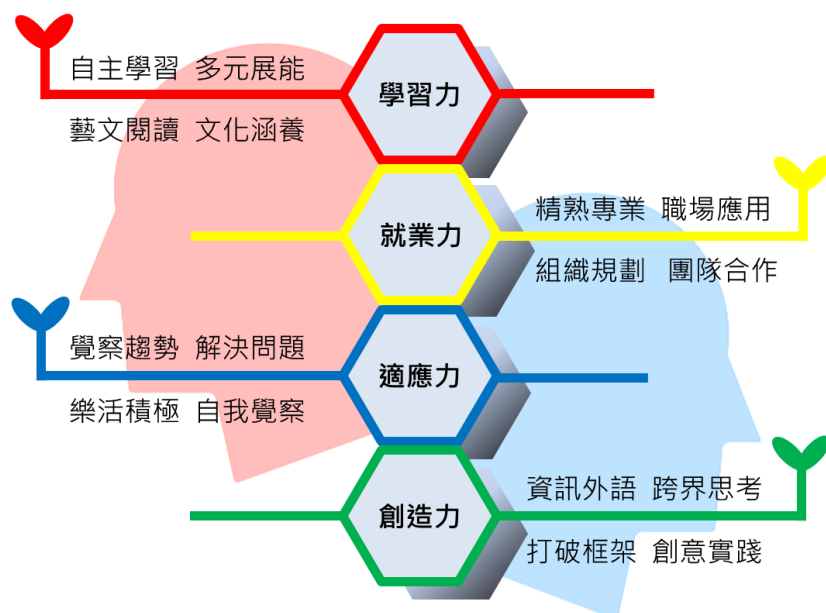 學習力
自主學習 多元展能
藝文閱讀 文化涵養
就業力
精熟專業 職場應用
組織規劃 團隊合作
適應力
覺察趨勢 解決問題
樂活積極 自我覺察
創造力
資訊外語 跨界思考
打破框架 創意實踐